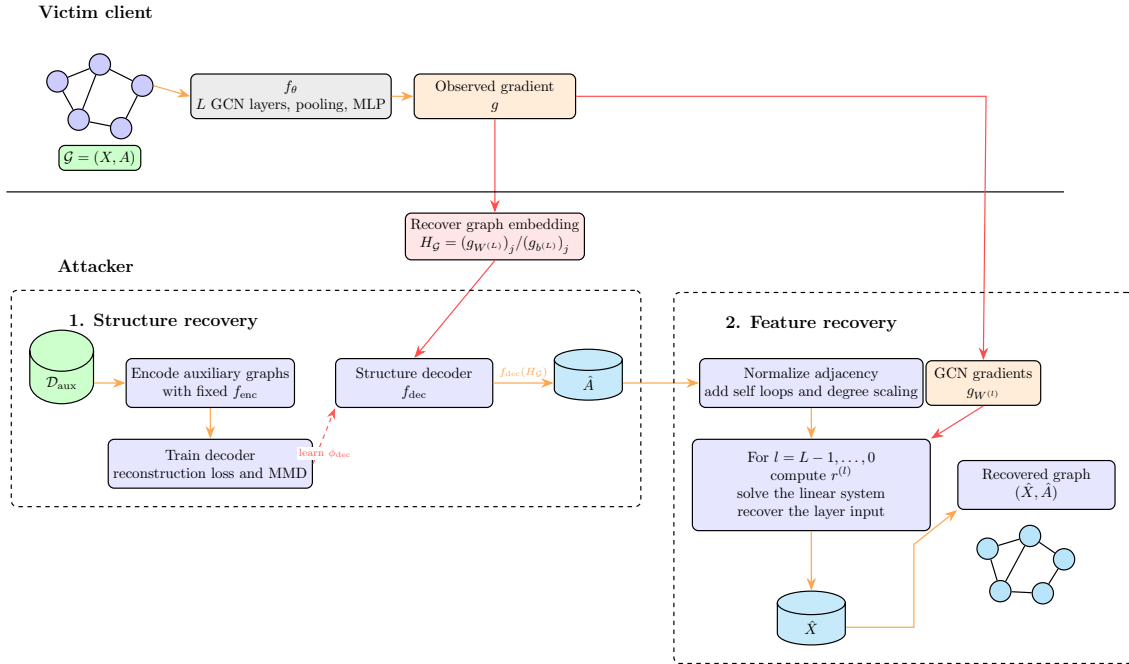 Victim client
f_θ
L GCN layers, pooling, MLP
Observed gradient
g
𝒢 = (X, A)
Recover graph embedding
H_𝒢 = (g_{W^{(L)}})_j/(g_{b^{(L)}})_j
Attacker
1. Structure recovery
2. Feature recovery
𝒟_aux
Encode auxiliary graphs
with fixed f_enc
Structure decoder
f_dec
f_dec(H_𝒢)
Â
Normalize adjacency
add self loops and degree scaling
GCN gradients
g_{W^{(l)}}
Train decoder
reconstruction loss and MMD
learn ϕ_dec
For l = L − 1, . . . , 0
compute r^{(l)}
solve the linear system
recover the layer input
Recovered graph
(X̂, Â)
X̂